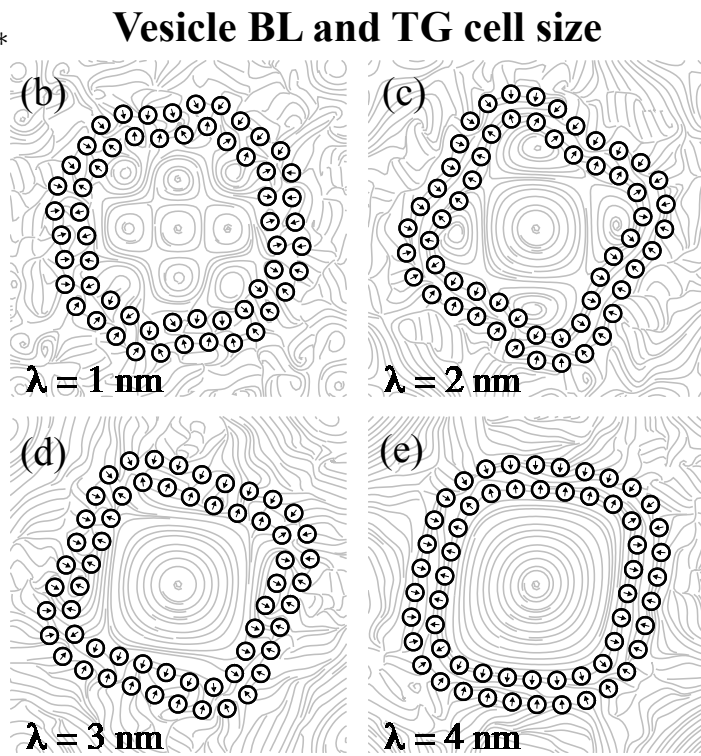 *
Vesicle BL and TG cell size
(b)
(c)
λ = 1 nm
λ = 2 nm
(d)
(e)
λ = 3 nm
λ = 4 nm